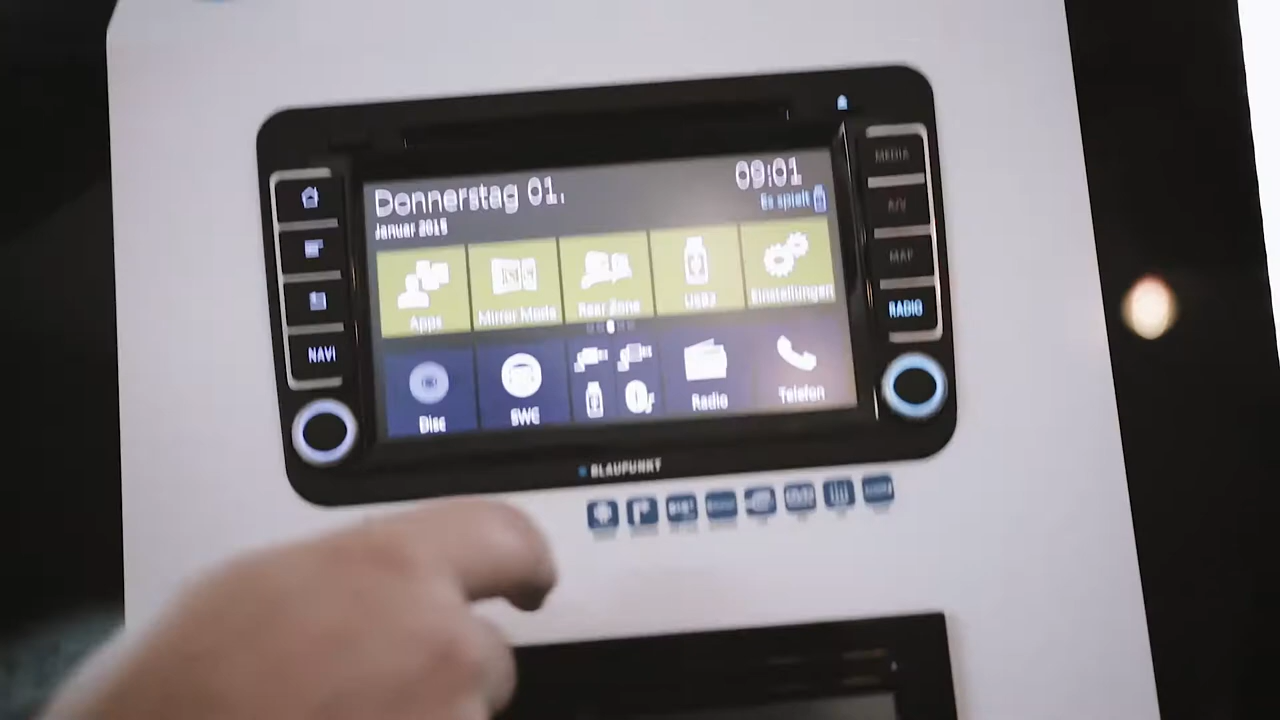 Donnerstag 01.
09:01
Januar 2015
Es spielt
Apps
Mirror Mode
Rear Zone
USB2
Einstellungen
Disc
SWC
Radio
Telefon
NAVI
MEDIA
A/V
MAP
RADIO
BLAUPUNKT